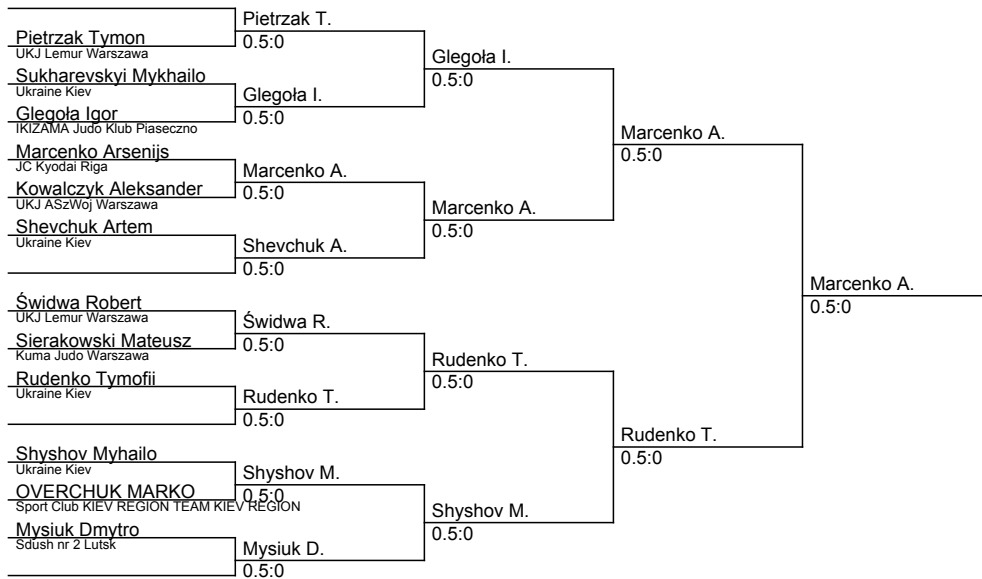 Pietrzak Tymon
UKJ Lemur Warszawa
Sukharevskyi Mykhailo
Ukraine Kiev
Glegoła Igor
IKIZAMA Judo Klub Piaseczno
Marcenko Arsenijs
JC Kyodai Riga
Kowalczyk Aleksander
UKJ ASzWoj Warszawa
Shevchuk Artem
Ukraine Kiev
Świdwa Robert
UKJ Lemur Warszawa
Sierakowski Mateusz
Kuma Judo Warszawa
Rudenko Tymofii
Ukraine Kiev
Shyshov Myhailo
Ukraine Kiev
OVERCHUK MARKO
Sport Club KIEV REGION TEAM KIEV REGION
Mysiuk Dmytro
Sdush nr 2 Lutsk
Pietrzak T.
0.5:0
Glegoła I.
0.5:0
Marcenko A.
0.5:0
Shevchuk A.
0.5:0
Świdwa R.
0.5:0
Rudenko T.
0.5:0
Shyshov M.
0.5:0
Mysiuk D.
0.5:0
Glegoła I.
0.5:0
Marcenko A.
0.5:0
Rudenko T.
0.5:0
Shyshov M.
0.5:0
Marcenko A.
0.5:0
Rudenko T.
0.5:0
Marcenko A.
0.5:0